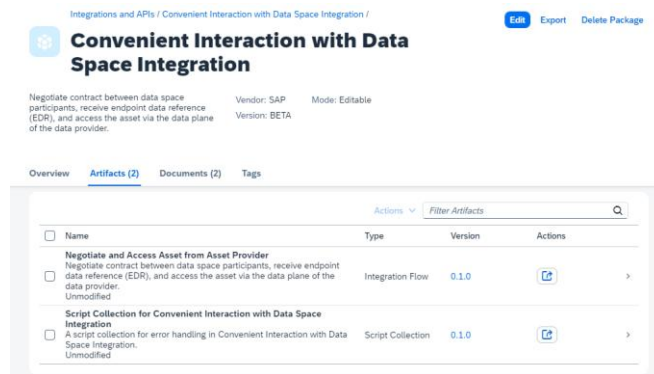 Integrations and APIs / Convenient Interaction with Data Space Integration /
Edit Export Delete Package
Convenient Interaction with Data
Space Integration
Negotiate contract between data space
participants, receive endpoint data reference
(EDR), and access the asset via the data plane
of the data provider.
Vendor: SAP Mode: Editable
Version: BETA
Overview Artifacts (2) Documents (2) Tags
Actions Filter Artifacts
Name Type Version Actions
Negotiate and Access Asset from Asset Provider
Negotiate contract between data space participants, receive endpoint
data reference (EDR), and access the asset via the data plane of the
data provider.
Unmodified
Integration Flow 0.1.0
Script Collection for Convenient Interaction with Data Space
Integration
A script collection for error handling in Convenient Interaction with Data
Space Integration.
Unmodified
Script Collection 0.1.0